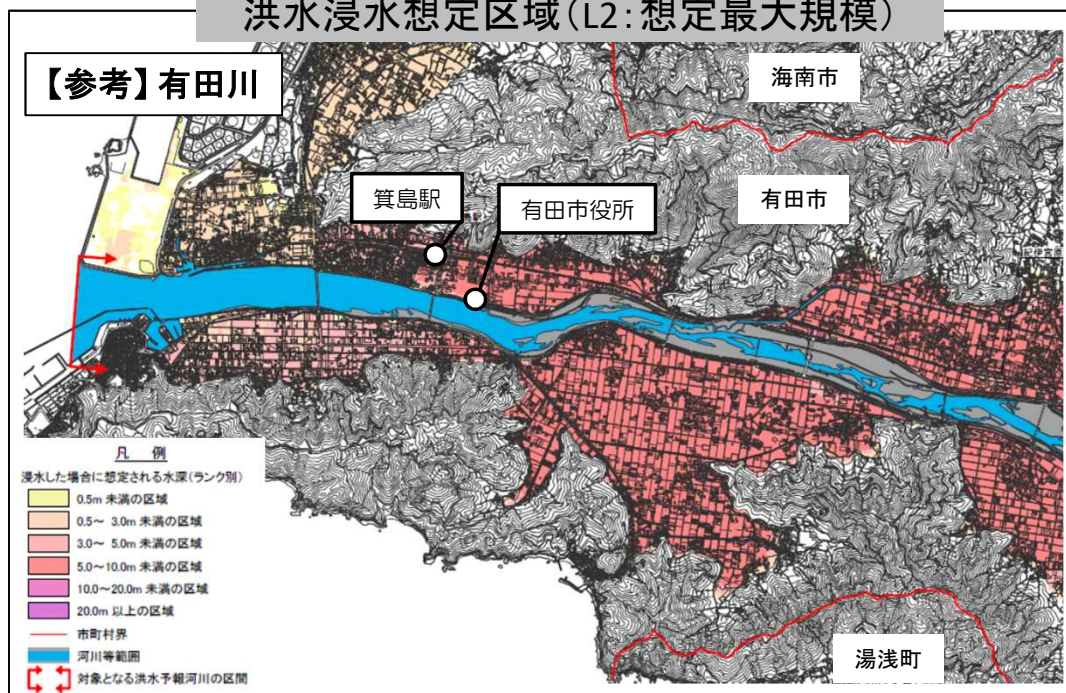 洪水浸水想定区域(L2:想定最大規模)
【参考】有田川
海南市
有田市
箕島駅
有田市役所
湯浅町
凡 例
浸水した場合に想定される水深(ランク別)
0.5m 未満の区域
0.5~ 3.0m 未満の区域
3.0~ 5.0m 未満の区域
5.0~10.0m 未満の区域
10.0~20.0m 未満の区域
20.0m 以上の区域
市町村界
河川等範囲
対象となる洪水予報河川の区間